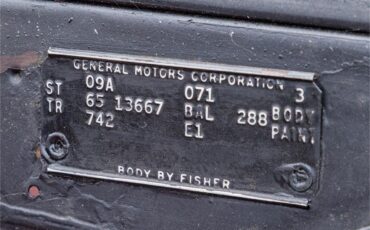 GENERAL MOTORS CORPORATION
09A 071 3
ST 65 13667 BAL 288 BODY
TR 742 E1 PAINT
BODY BY FISHER